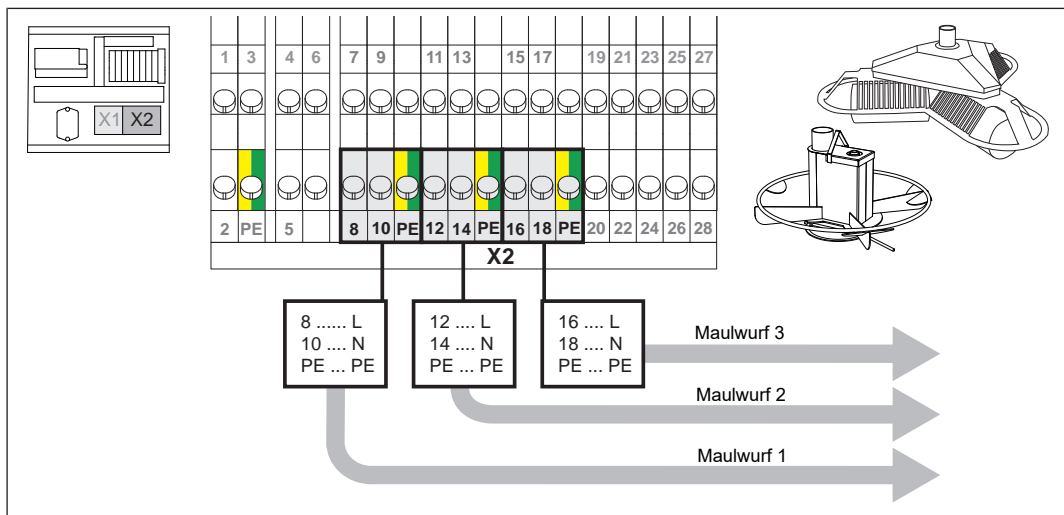 1 3 4 6 7 9 11 13 15 17 19 21 23 25 27
X1 X2
2 PE 5 8 10 PE 12 14 PE 16 18 PE 20 22 24 26 28
X2
8 ...... L
10 .... N
PE ... PE
12 .... L
14 .... N
PE ... PE
16 .... L
18 .... N
PE ... PE
Maulwurf 3
Maulwurf 2
Maulwurf 1